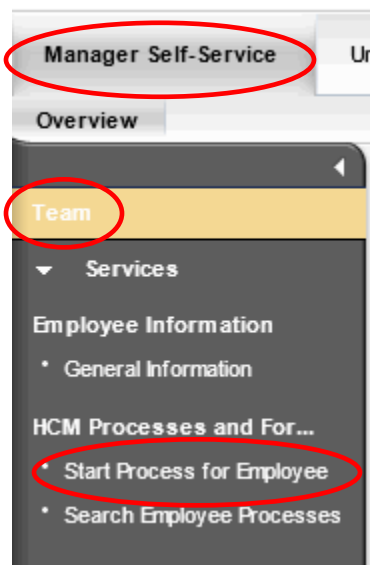 Manager Self-Service
Overview
Team
Services
Employee Information
General Information
HCM Processes and For...
Start Process for Employee
Search Employee Processes